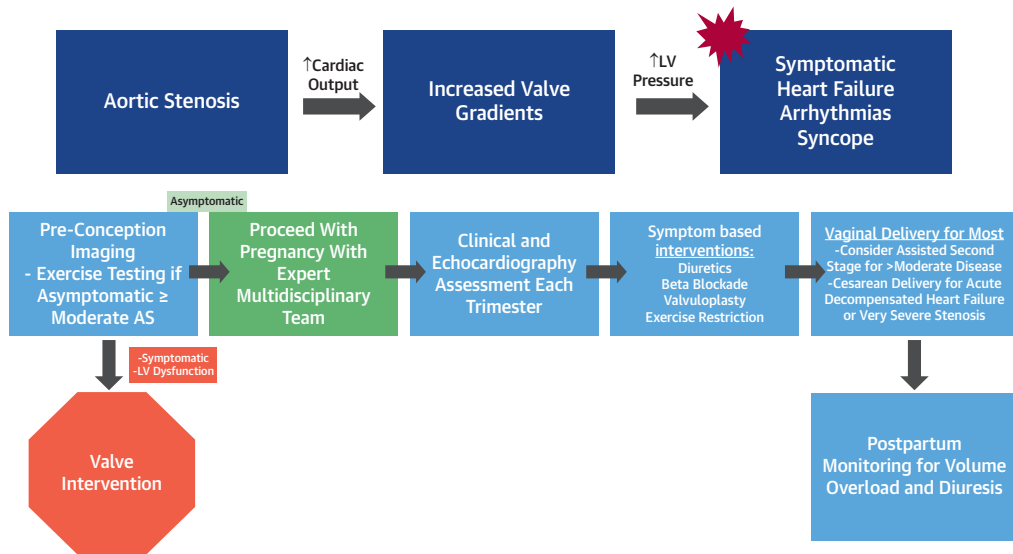 Aortic Stenosis
↑Cardiac
Output
Increased Valve
Gradients
↑LV
Pressure
Symptomatic
Heart Failure
Arrhythmias
Syncope
Pre-Conception
Imaging
- Exercise Testing if
Asymptomatic ≥
Moderate AS
Asymptomatic
Proceed With
Pregnancy With
Expert
Multidisciplinary
Team
Clinical and
Echocardiography
Assessment Each
Trimester
Symptom based
interventions:
Diuretics
Beta Blockade
Valvuloplasty
Exercise Restriction
Vaginal Delivery for Most
-Consider Assisted Second
Stage for >Moderate Disease
-Cesarean Delivery for Acute
Decompensated Heart Failure
or Very Severe Stenosis
-Symptomatic
-LV Dysfunction
Valve
Intervention
Postpartum
Monitoring for Volume
Overload and Diuresis